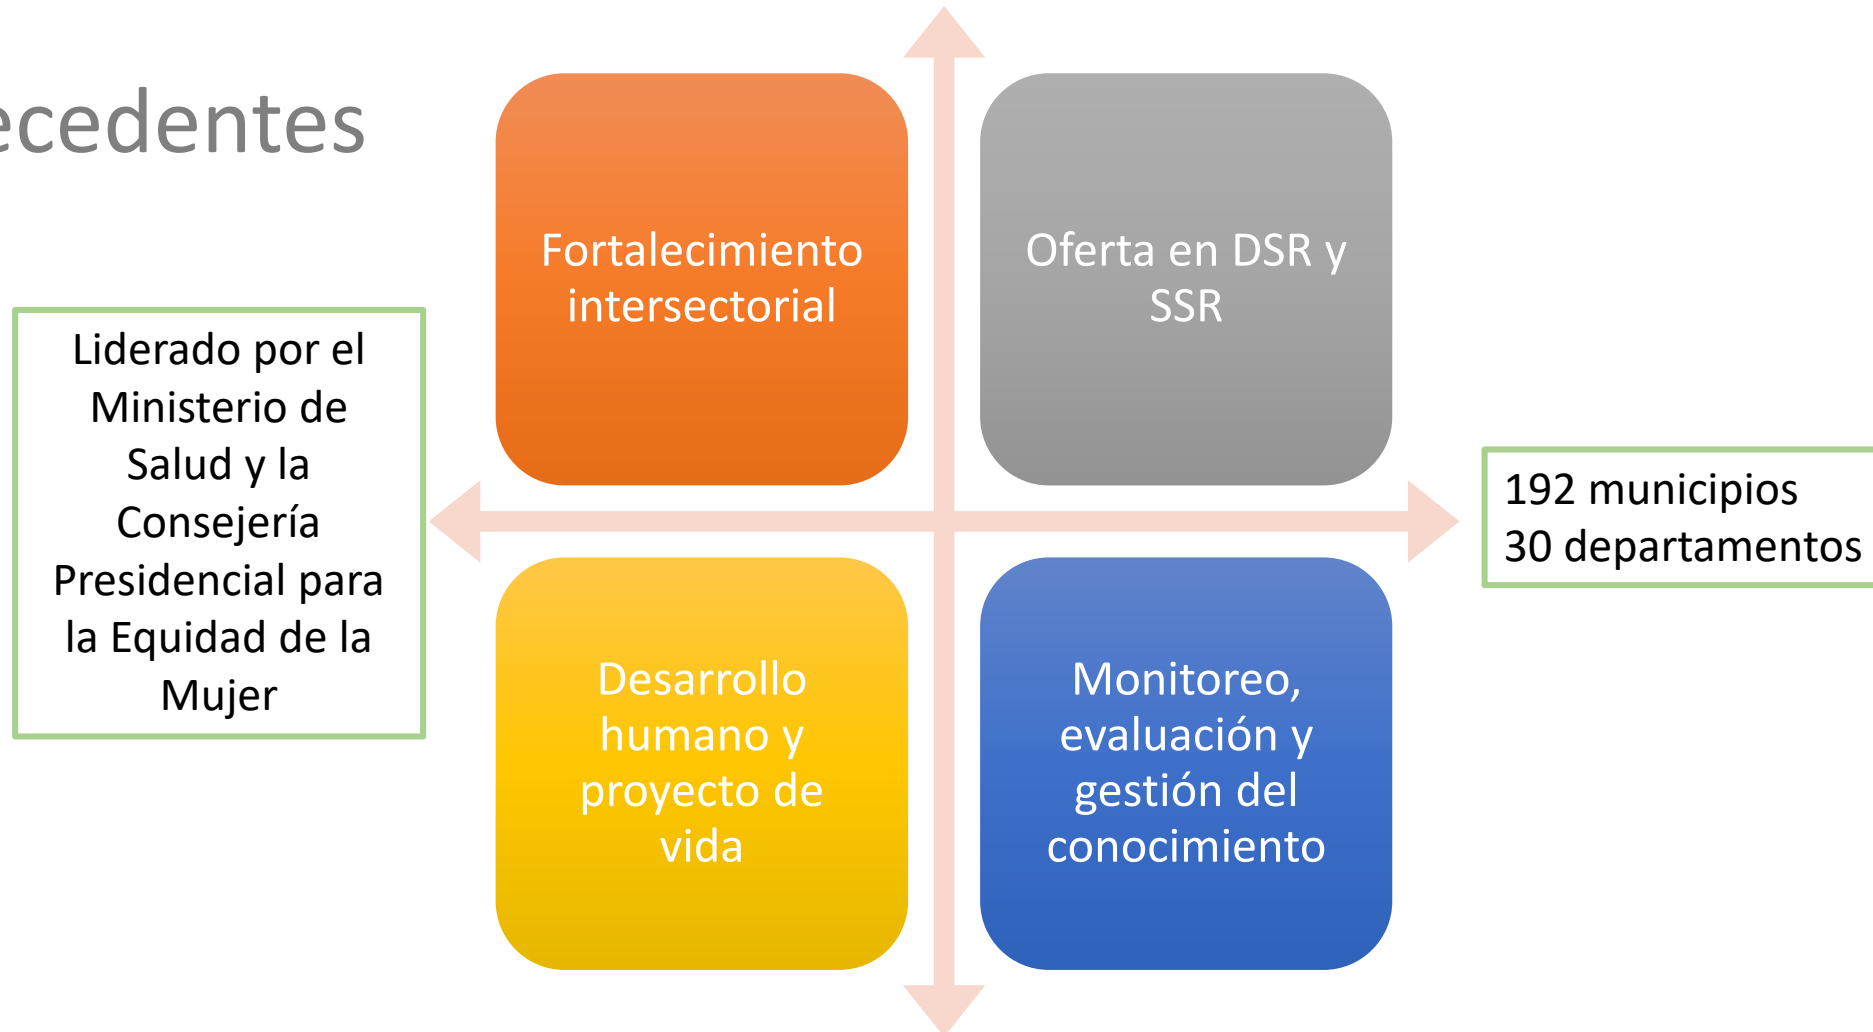 ecedentes
Fortalecimiento
intersectorial
Oferta en DSR y
SSR
Liderado por el
Ministerio de
Salud y la
Consejería
Presidencial para
la Equidad de la
Mujer
192 municipios
30 departamentos
Desarrollo
humano y
proyecto de
vida
Monitoreo,
evaluación y
gestión del
conocimiento